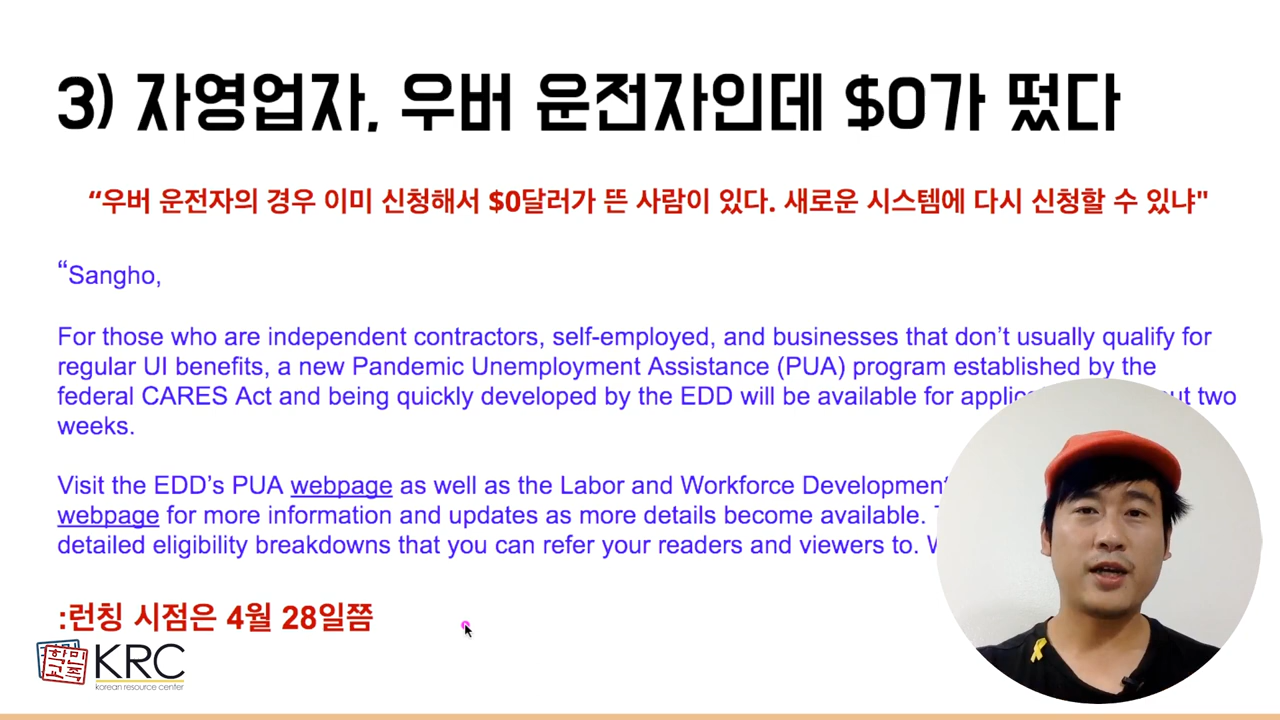 3) 자영업자, 우버 운전자인데 $0가 떴다
“우버 운전자의 경우 이미 신청해서 $0달러가 뜬 사람이 있다. 새로운 시스템에 다시 신청할 수 있냐"
“Sangho,
For those who are independent contractors, self-employed, and businesses that don’t usually qualify for
regular UI benefits, a new Pandemic Unemployment Assistance (PUA) program established by the
federal CARES Act and being quickly developed by the EDD will be available for two
weeks.
Visit the EDD’s PUA webpage as well as the Labor and Workforce Development
webpage for more information and updates as more details become available.
detailed eligibility breakdowns that you can refer your readers and viewers to.
:런칭 시점은 4월 28일쯤
한미
교육
KRC
korean resource center